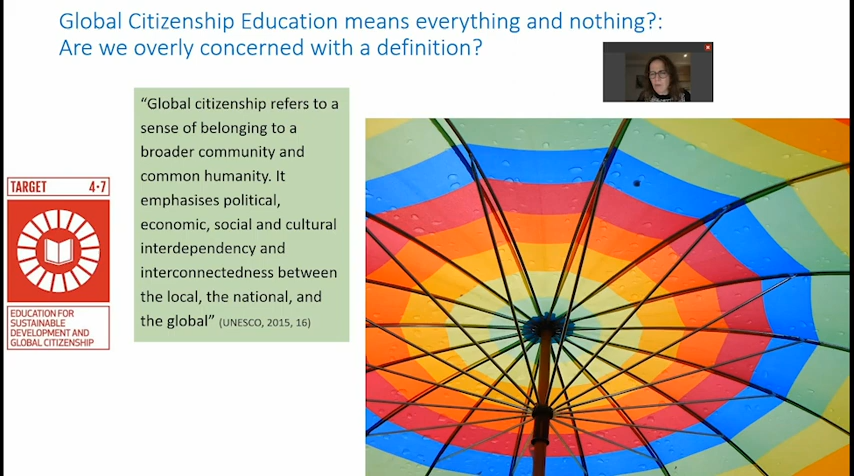 Global Citizenship Education means everything and nothing?:
Are we overly concerned with a definition?
“Global citizenship refers to a
sense of belonging to a
broader community and
common humanity. It
emphasises political,
economic, social and cultural
interdependency and
interconnectedness between
the local, the national, and
the global” (UNESCO, 2015, 16)
TARGET 4·7
EDUCATION FOR
SUSTAINABLE
DEVELOPMENT AND
GLOBAL CITIZENSHIP